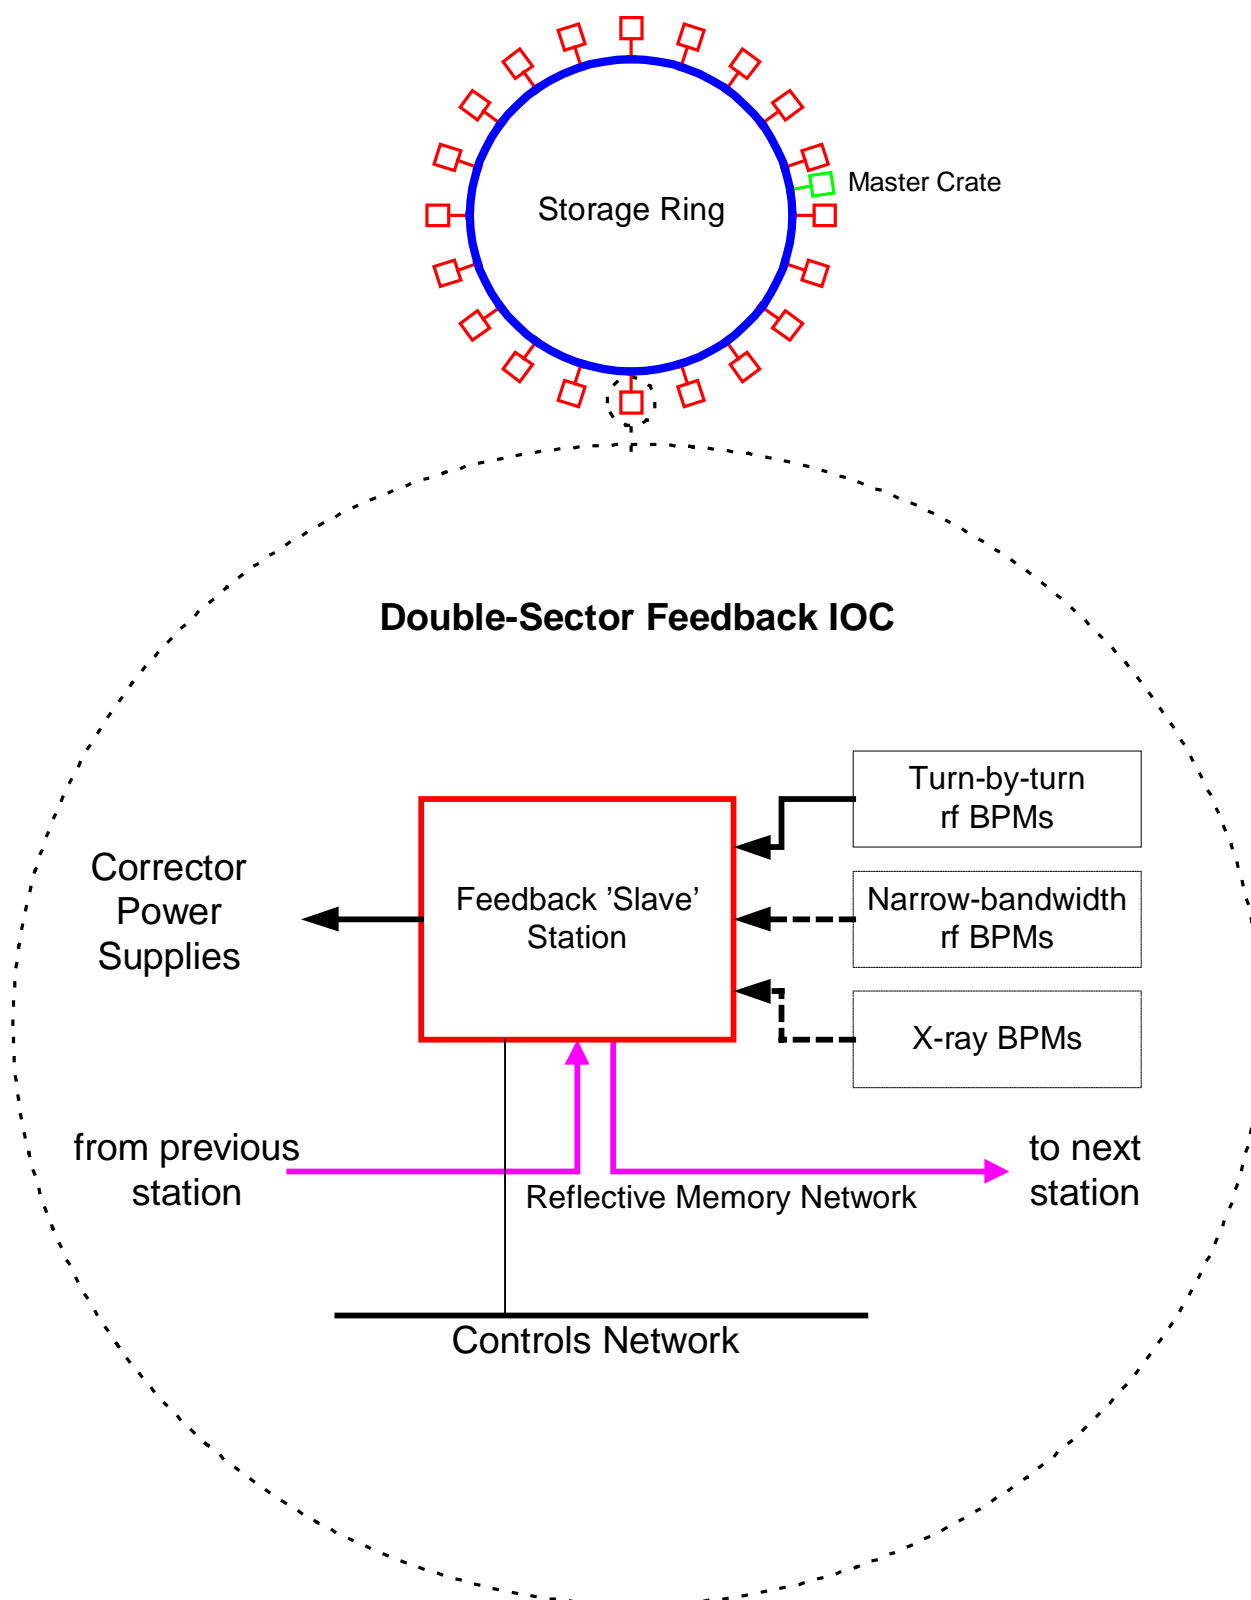 Master Crate
Storage Ring
Double-Sector Feedback IOC
Turn-by-turn
rf BPMs
Corrector
Power
Supplies
Feedback ’Slave’
Station
Narrow-bandwidth
rf BPMs
X-ray BPMs
from previous
station
to next
station
Reflective Memory Network
Controls Network